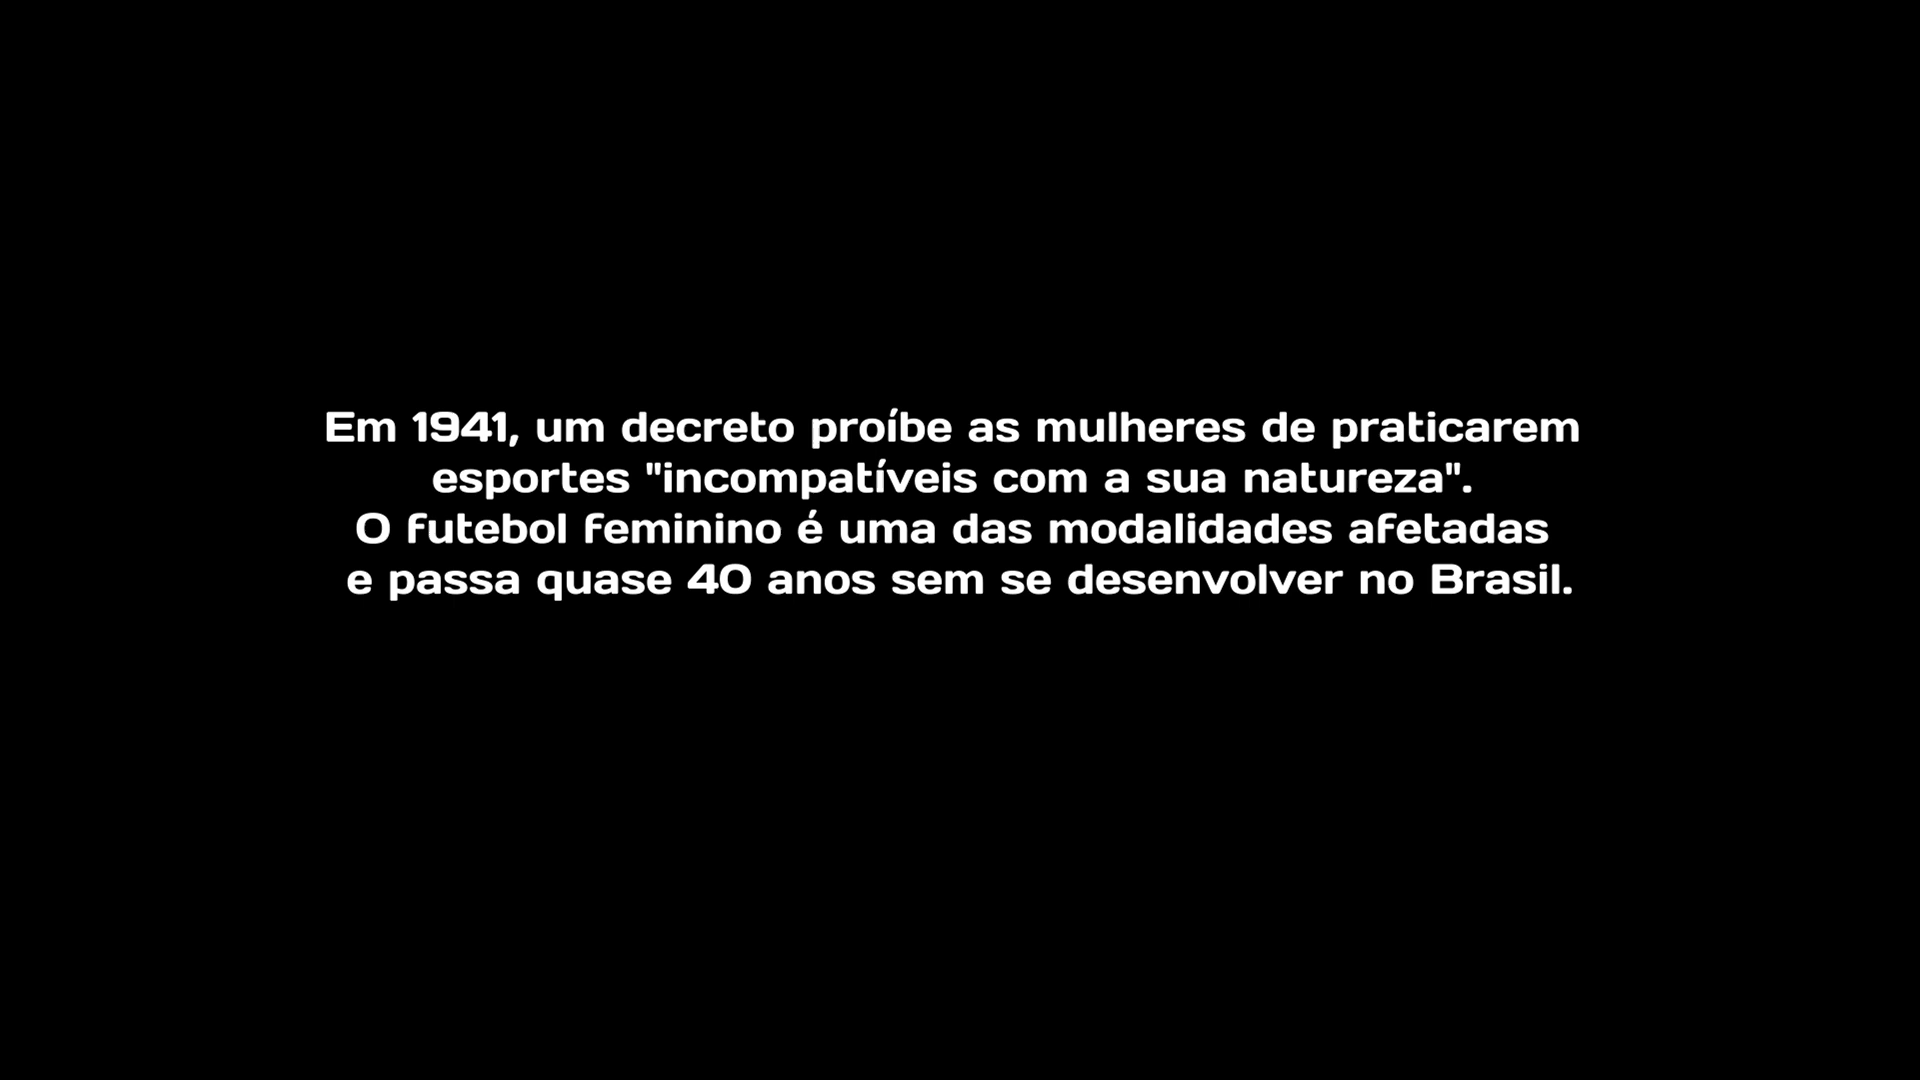 Em 1941, um decreto proíbe as mulheres de praticarem
esportes "incompatíveis com a sua natureza".
O futebol feminino é uma das modalidades afetadas
e passa quase 40 anos sem se desenvolver no Brasil.